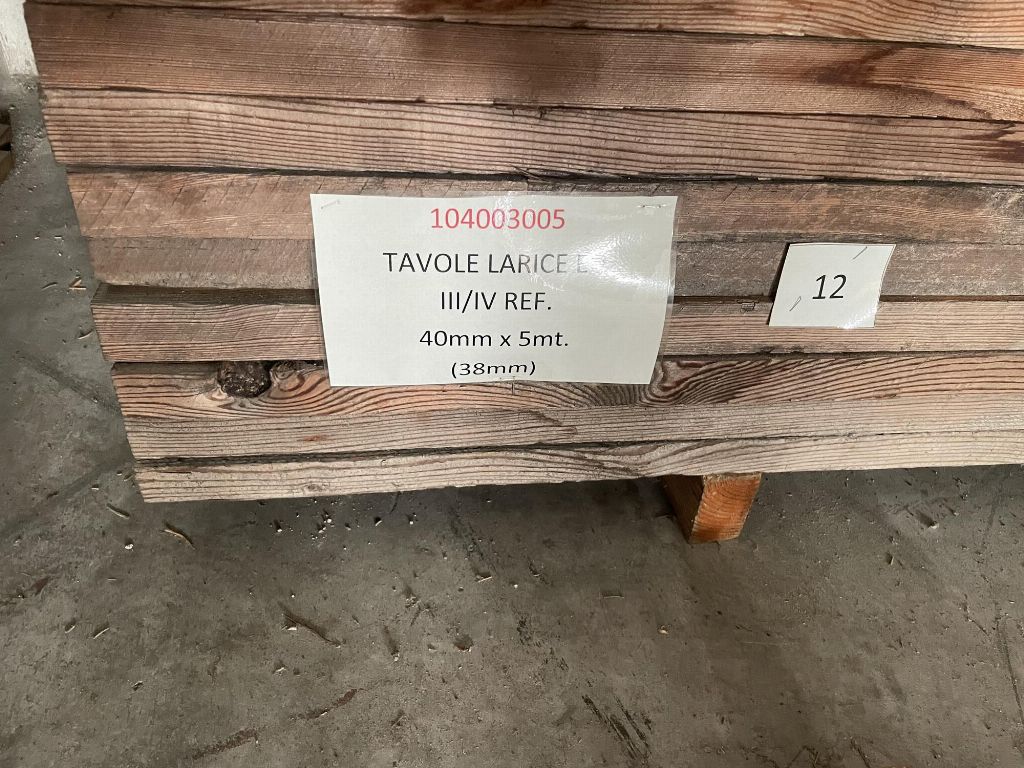 104003005
TAVOLE LARICE E
III/IV REF.
40mm x 5mt.
(38mm)
12